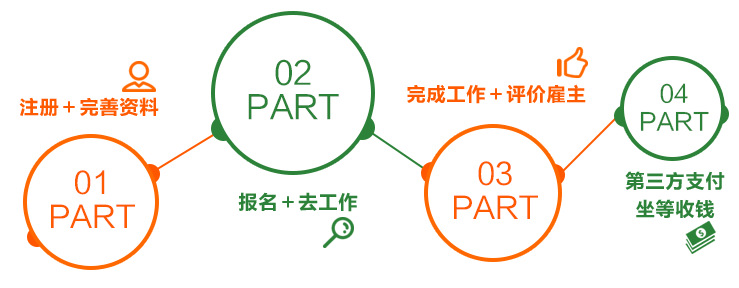 注册＋完善资料
01
PART
02
PART
报名＋去工作
完成工作＋评价雇主
03
PART
04
PART
第三方支付
坐等收钱
$